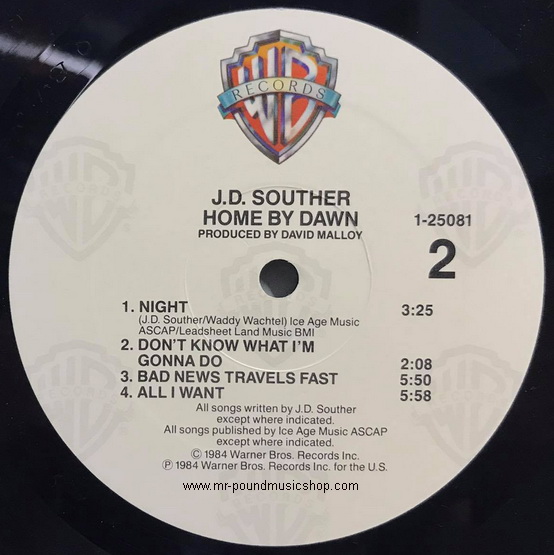 WB
RECORDS
J.D. SOUTHER
HOME BY DAWN
PRODUCED BY DAVID MALLOY
1-25081
2
1. NIGHT 3:25
(J.D. Souther/Waddy Wachtel) Ice Age Music
ASCAP/Leadsheet Land Music BMI
2. DON'T KNOW WHAT I'M
GONNA DO 2:08
3. BAD NEWS TRAVELS FAST 5:50
4. ALL I WANT 5:58
All songs written by J.D. Souther
except where indicated.
All songs published by Ice Age Music ASCAP
except where indicated.
© 1984 Warner Bros. Records Inc.
℗ 1984 Warner Bros. Records Inc. for the U.S.
www.mr-poundmusicshop.com